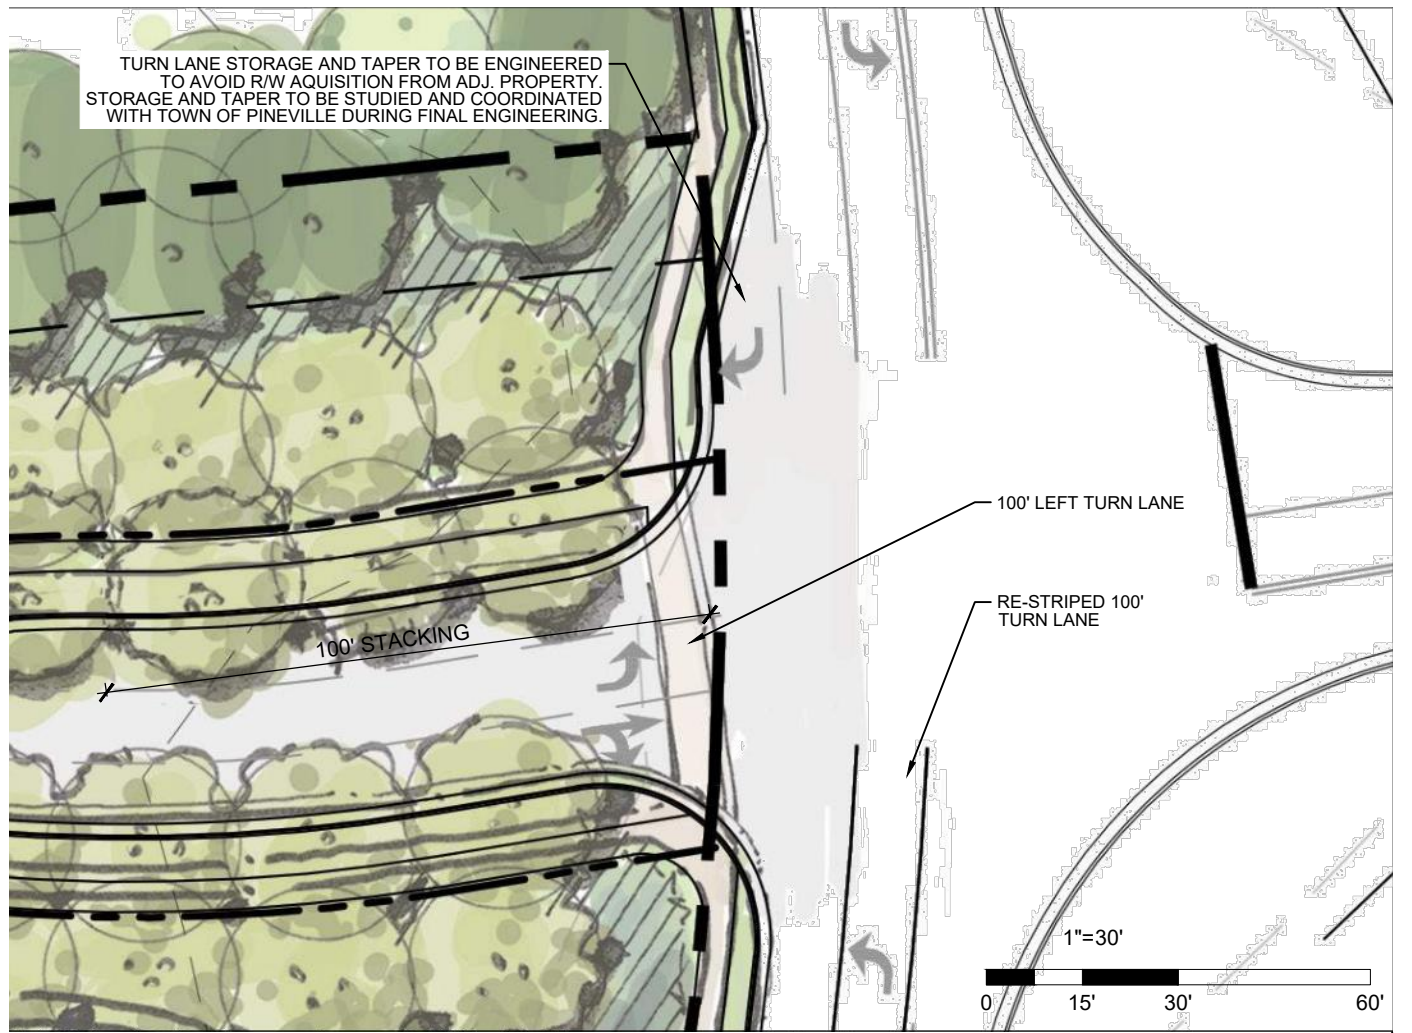 TURN LANE STORAGE AND TAPER TO BE ENGINEERED
TO AVOID R/W AQUISITION FROM ADJ. PROPERTY.
STORAGE AND TAPER TO BE STUDIED AND COORDINATED
WITH TOWN OF PINEVILLE DURING FINAL ENGINEERING.
100' LEFT TURN LANE
RE-STRIPED 100'
TURN LANE
100' STACKING
1"=30'
0 15' 30' 60'